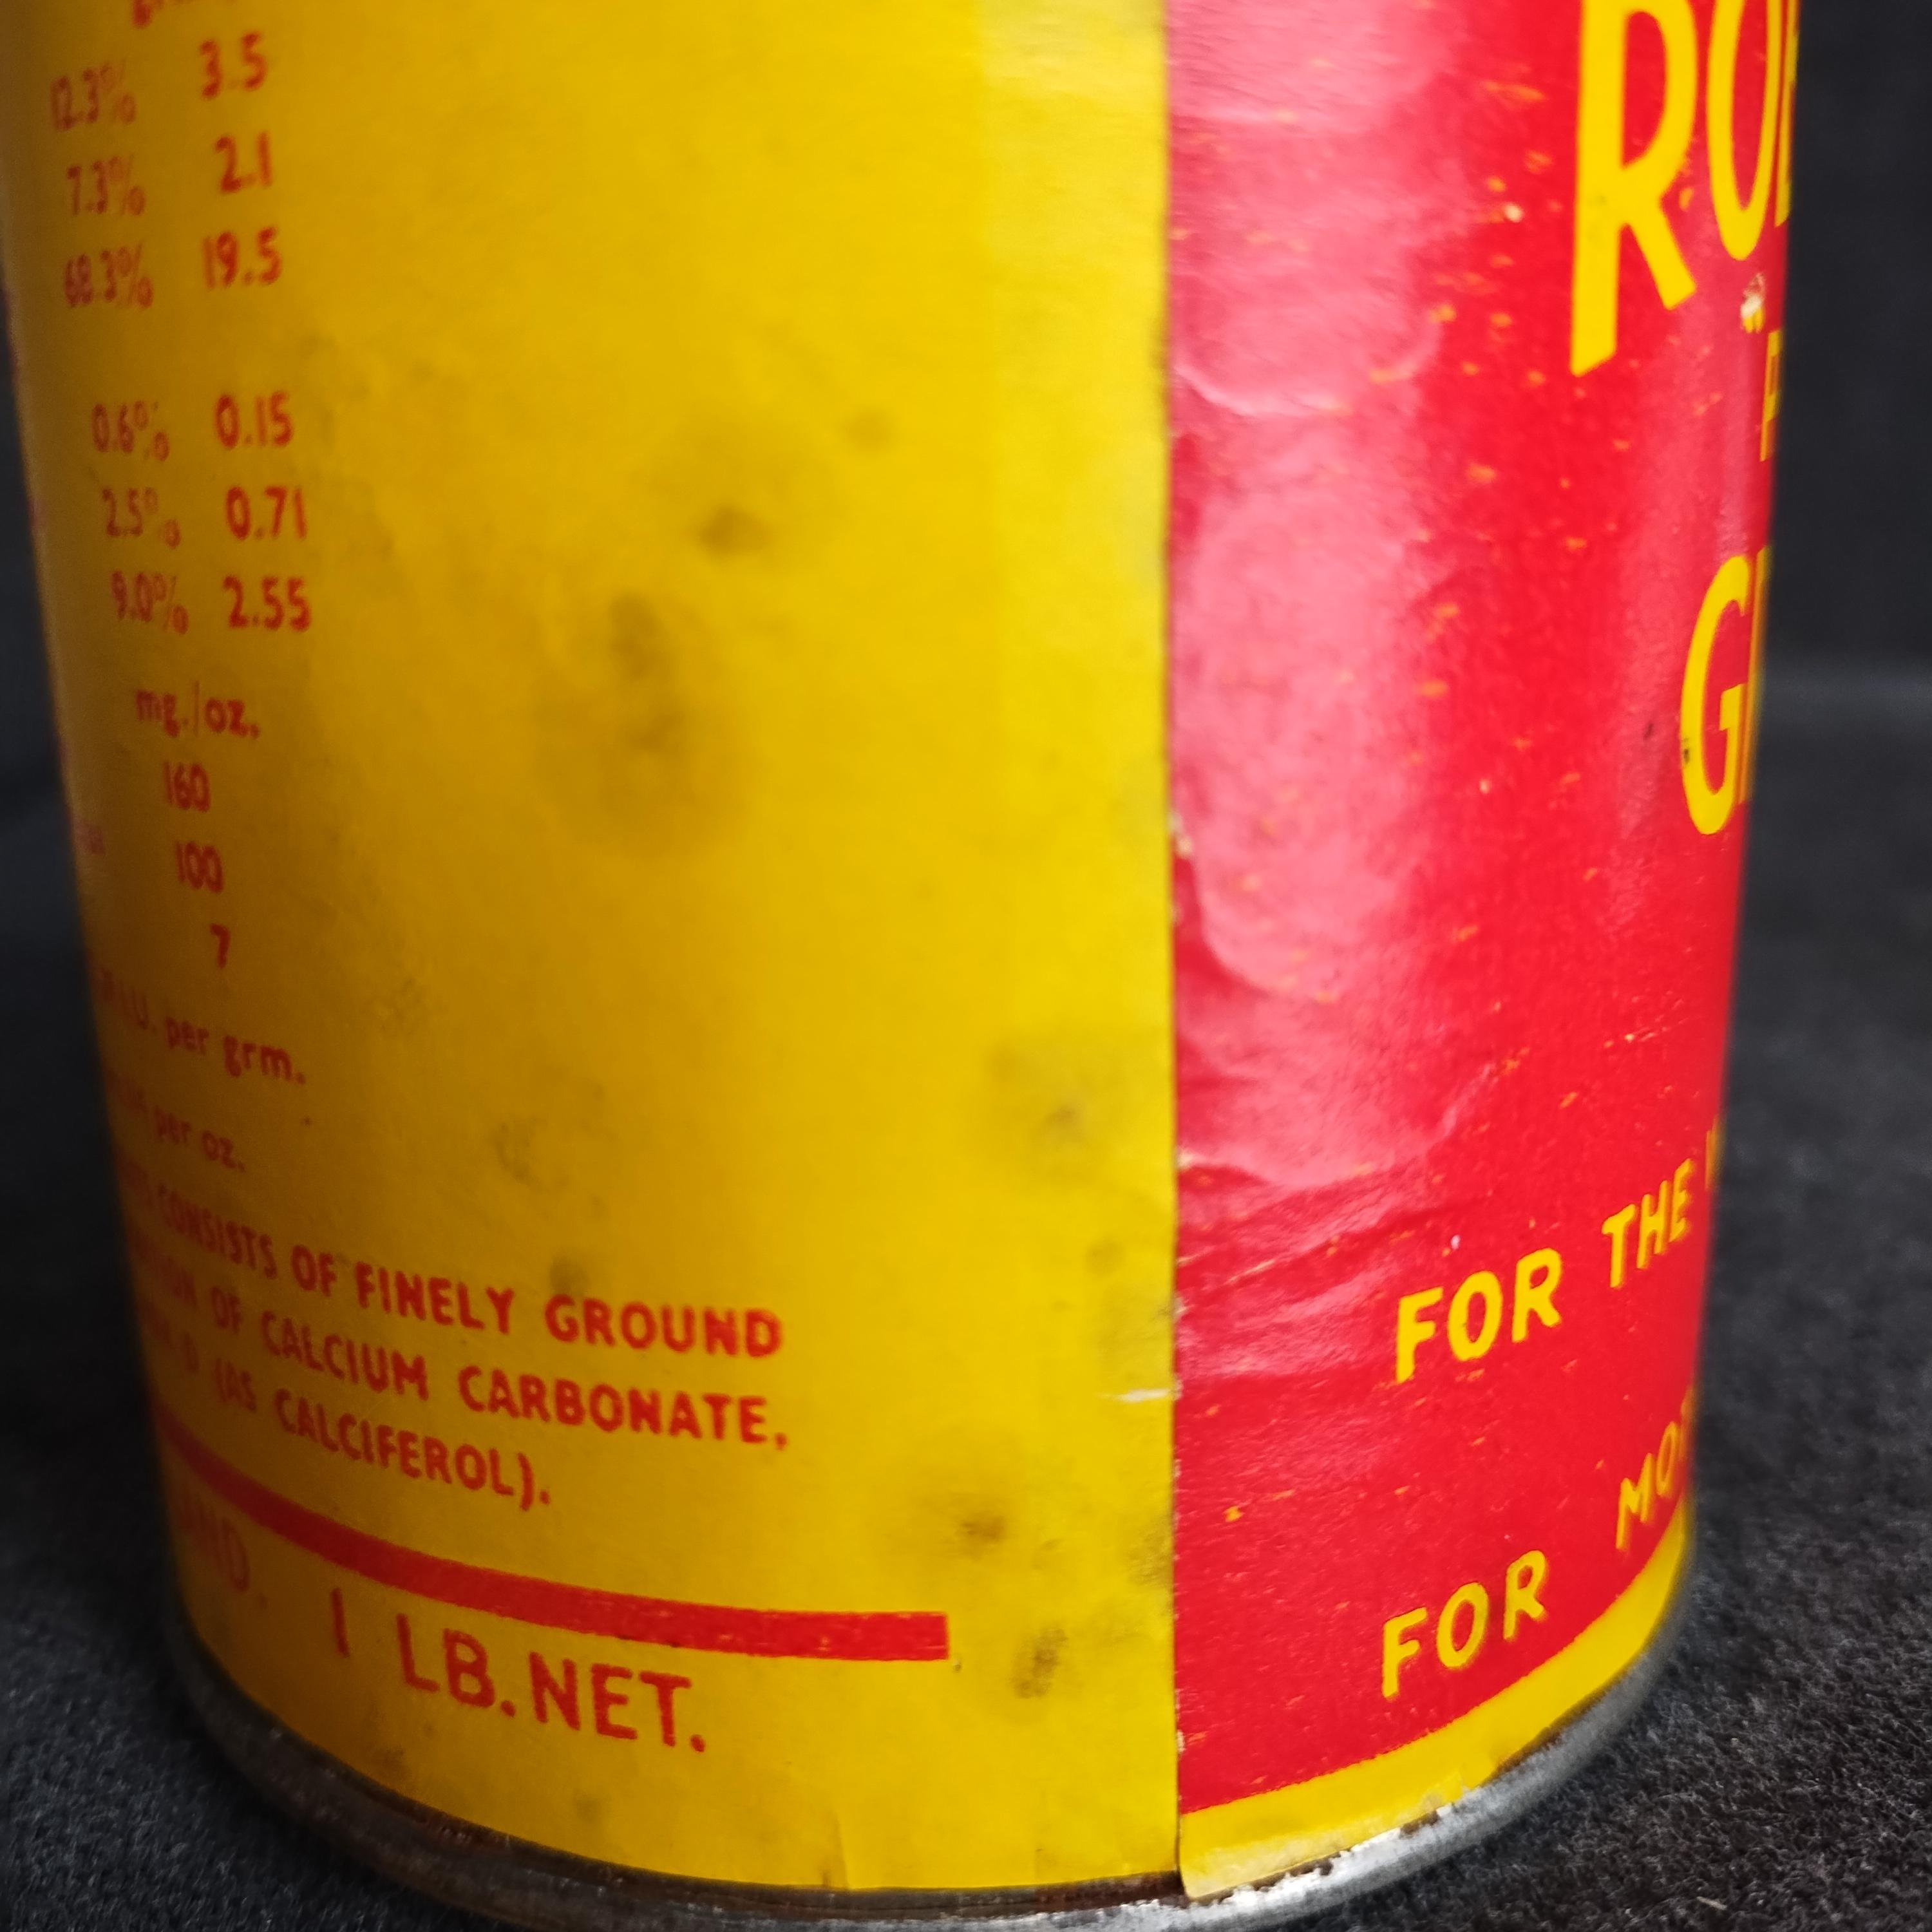 12.3% 3.5
7.3% 2.1
68.3% 19.5
0.6% 0.15
2.5% 0.71
9.0% 2.55
mg./oz.
160
100
7
per grm.
per oz.
CONSISTS OF FINELY GROUND
OF CALCIUM CARBONATE,
D (AS CALCIFEROL).
1 LB. NET.
FOR THE
FOR